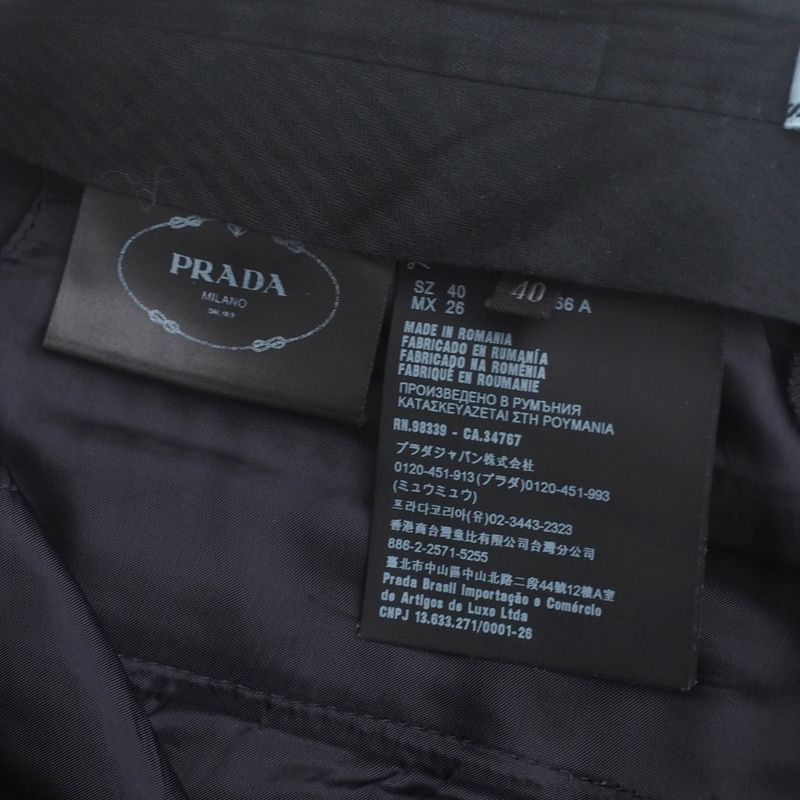 PRADA
MILANO
DAL 1913
SZ 40
MX 26
40
66 A
MADE IN ROMANIA
FABRICADO EN RUMANÍA
FABRICADO NA ROMÉNIA
FABRIQUÉ EN ROUMANIE
ПРОИЗВЕДЕНО В РУМЪНИЯ
ΚΑΤΑΣΚΕΥΑΖΕΤΑΙ ΣΤΗ ΡΟΥΜΑΝΙΑ
RN.98339 - CA.34767
プラダジャパン株式会社
0120-451-913(プラダ)0120-451-993
(ミュウミュウ)
프라다코리아(유)02-3443-2323
香港商台灣意比有限公司台灣分公司
886-2-2571-5255
臺北市中山區中山北路二段44號12樓A室
Prada Brasil Importação e Comércio
de Artigos de Luxo Ltda
CNPJ 13.633.271/0001-26